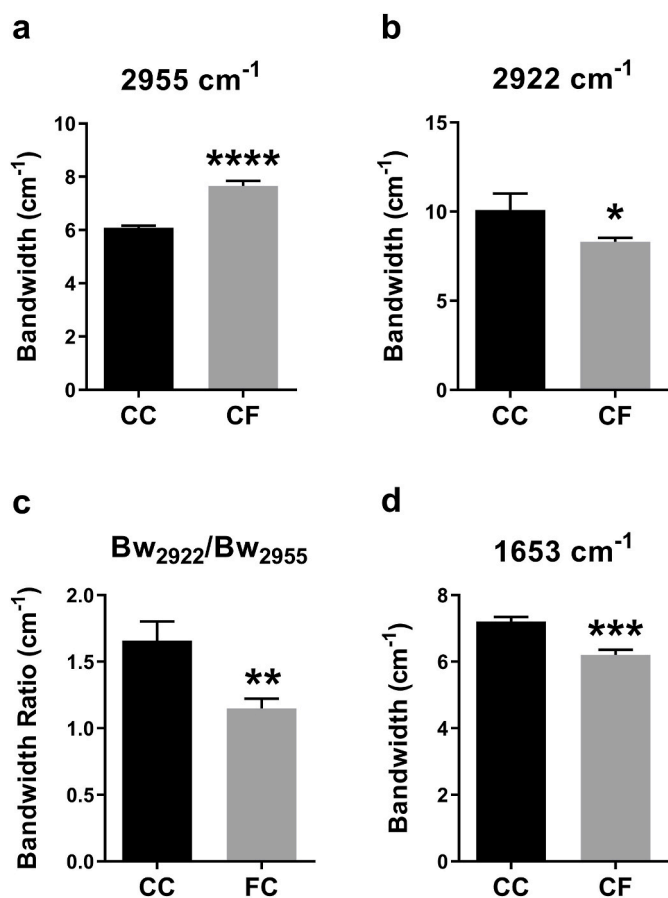 a
2955 cm⁻¹
Bandwidth (cm⁻¹)
10
8
6
4
2
0
****
CC
CF
b
2922 cm⁻¹
Bandwidth (cm⁻¹)
15
10
5
0
*
CC
CF
c
Bw₂₉₂₂/Bw₂₉₅₅
Bandwidth Ratio (cm⁻¹)
2.0
1.5
1.0
0.5
0.0
**
CC
FC
d
1653 cm⁻¹
Bandwidth (cm⁻¹)
8
6
4
2
0
***
CC
CF